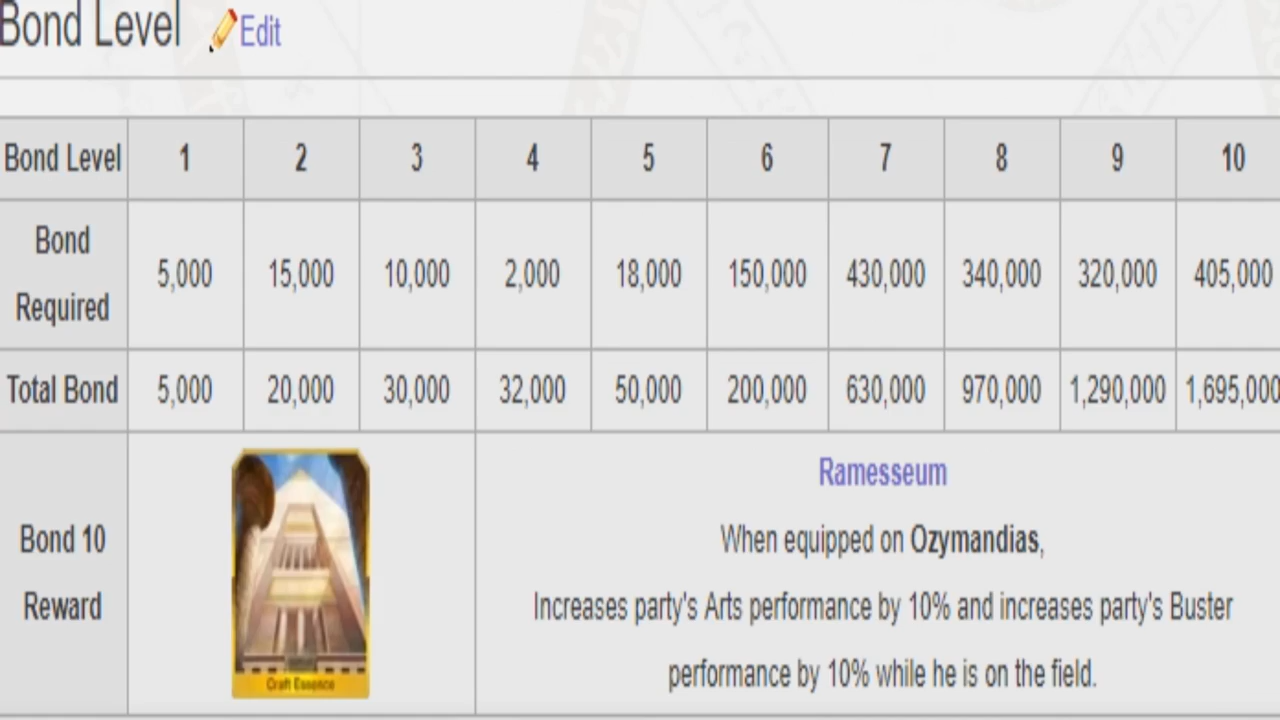 Bond Level Edit
Bond Level 1 2 3 4 5 6 7 8 9 10
Bond Required 5,000 15,000 10,000 2,000 18,000 150,000 430,000 340,000 320,000 405,000
Total Bond 5,000 20,000 30,000 32,000 50,000 200,000 630,000 970,000 1,290,000 1,695,000
Bond 10 Reward
Craft Essence
Ramesseum
When equipped on Ozymandias,
Increases party's Arts performance by 10% and increases party's Buster
performance by 10% while he is on the field.